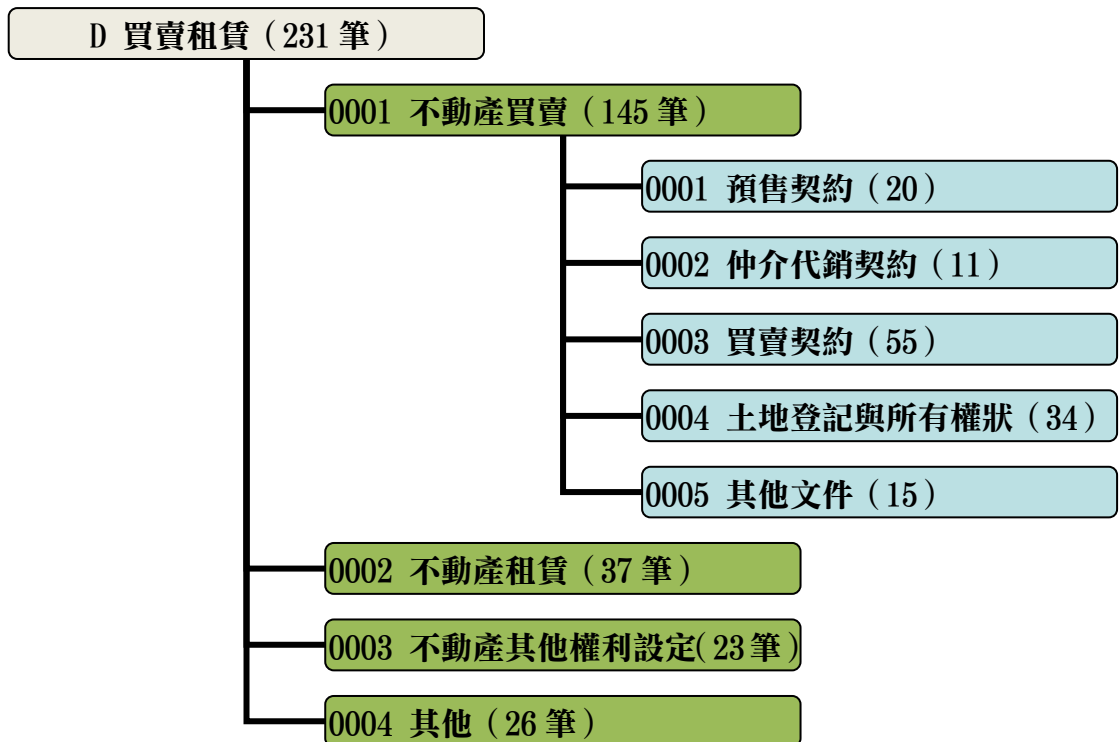 D 買賣租賃（231 筆）
0001 不動產買賣（145 筆）
0001 預售契約（20）
0002 仲介代銷契約（11）
0003 買賣契約（55）
0004 土地登記與所有權狀（34）
0005 其他文件（15）
0002 不動產租賃（37 筆）
0003 不動產其他權利設定（23 筆）
0004 其他（26 筆）